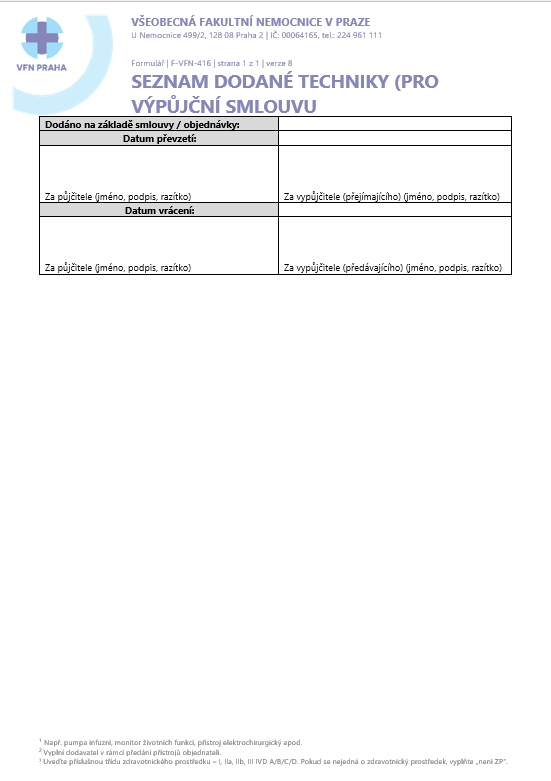 VŠEOBECNÁ FAKULTNÍ NEMOCNICE V PRAZE
U Nemocnice 499/2, 128 08 Praha 2 | IČ: 00064165, tel.: 224 961 111
VFN PRAHA
Formulář | F-VFN-416 | strana 1 z 1 | verze 8
SEZNAM DODANÉ TECHNIKY (PRO
VÝPŮJČNÍ SMLOUVU
Dodáno na základě smlouvy / objednávky:
Datum převzetí:
Za půjčitele (jméno, podpis, razítko)
Za vypůjčitele (přejímajícího) (jméno, podpis, razítko)
Datum vrácení:
Za půjčitele (jméno, podpis, razítko)
Za vypůjčitele (předávajícího) (jméno, podpis, razítko)
1 Např. pumpa infuzní, monitor životních funkcí, přístroj elektrochirurgický apod.
2 Vyplní dodavatel v rámci předání přístrojů objednateli.
3 Uveďte příslušnou třídu zdravotnického prostředku – I, IIa, IIb, III IVD A/B/C/D. Pokud se nejedná o zdravotnický prostředek, vyplňte „není ZP".